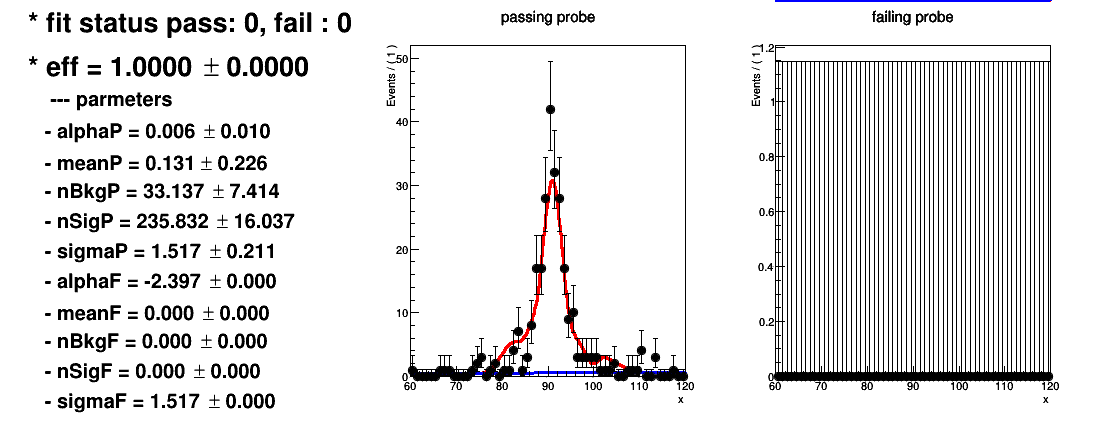 * fit status pass: 0, fail : 0
* eff = 1.0000 ± 0.0000
--- parmeters
- alphaP = 0.006 ± 0.010
- meanP = 0.131 ± 0.226
- nBkgP = 33.137 ± 7.414
- nSigP = 235.832 ± 16.037
- sigmaP = 1.517 ± 0.211
- alphaF = -2.397 ± 0.000
- meanF = 0.000 ± 0.000
- nBkgF = 0.000 ± 0.000
- nSigF = 0.000 ± 0.000
- sigmaF = 1.517 ± 0.000
passing probe
Events / ( 1 )
50
40
30
20
10
0
60 70 80 90 100 110 120
x
failing probe
Events / ( 1 )
1.2
1
0.8
0.6
0.4
0.2
0
60 70 80 90 100 110 120
x